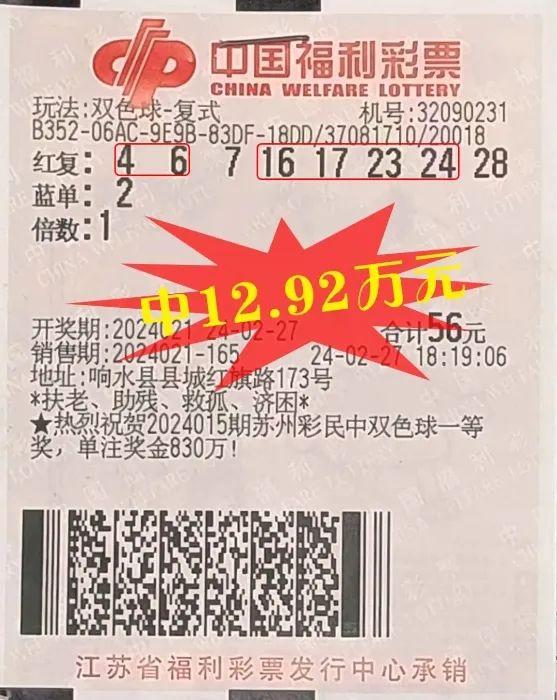 中国福利彩票
CHINA WELFARE LOTTERY
玩法:双色球-复式 机号:32090231
B352-06AC-9E9B-83DF-18DD/37081710/20018
红复: 4 6 7 16 17 23 24 28
蓝单: 2
倍数:1
中12.92万元
开奖期:2024021 24-02-27 合计56元
销售期:2024021-165 24-02-27 18:19:06
地址:响水县县城红旗路173号
*扶老、助残、救孤、济困*
★热烈祝贺2024015期苏州彩民中双色球一等
奖,单注奖金830万!
江苏省福利彩票发行中心承销